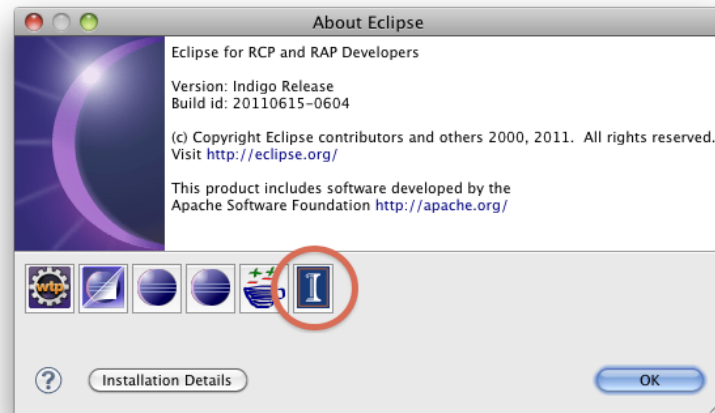 About Eclipse
Eclipse for RCP and RAP Developers
Version: Indigo Release
Build id: 20110615-0604
(c) Copyright Eclipse contributors and others 2000, 2011.  All rights reserved.
Visit http://eclipse.org/
This product includes software developed by the
Apache Software Foundation http://apache.org/
wtp
I
?
Installation Details
OK